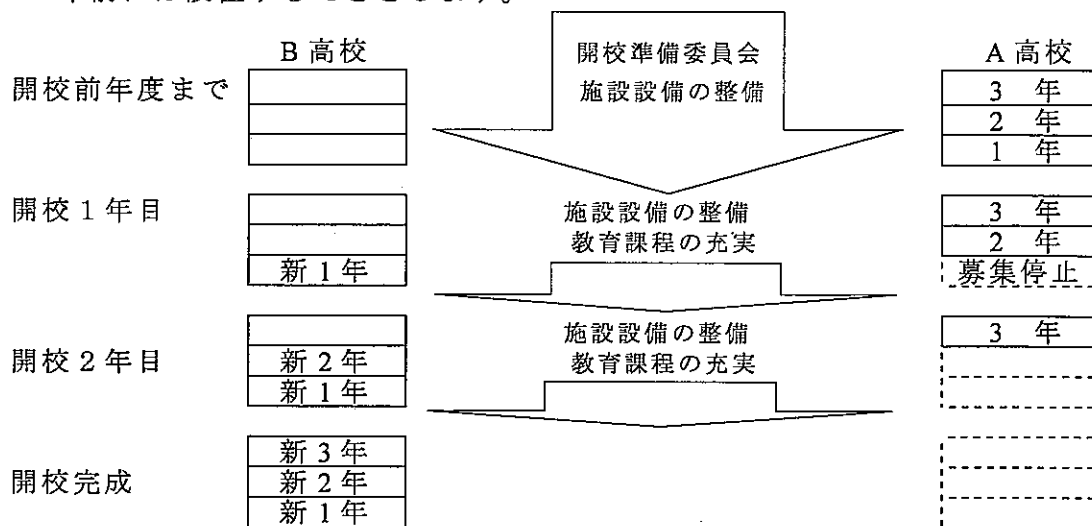 B 高校
開校準備委員会
A 高校
開校前年度まで
施設設備の整備
3 年
2 年
1 年
開校1年目
施設設備の整備
3 年
教育課程の充実
2 年
新1年
募集停止
施設設備の整備
3 年
開校2年目
新2年
教育課程の充実
新1年
新3年
開校完成
新2年
新1年